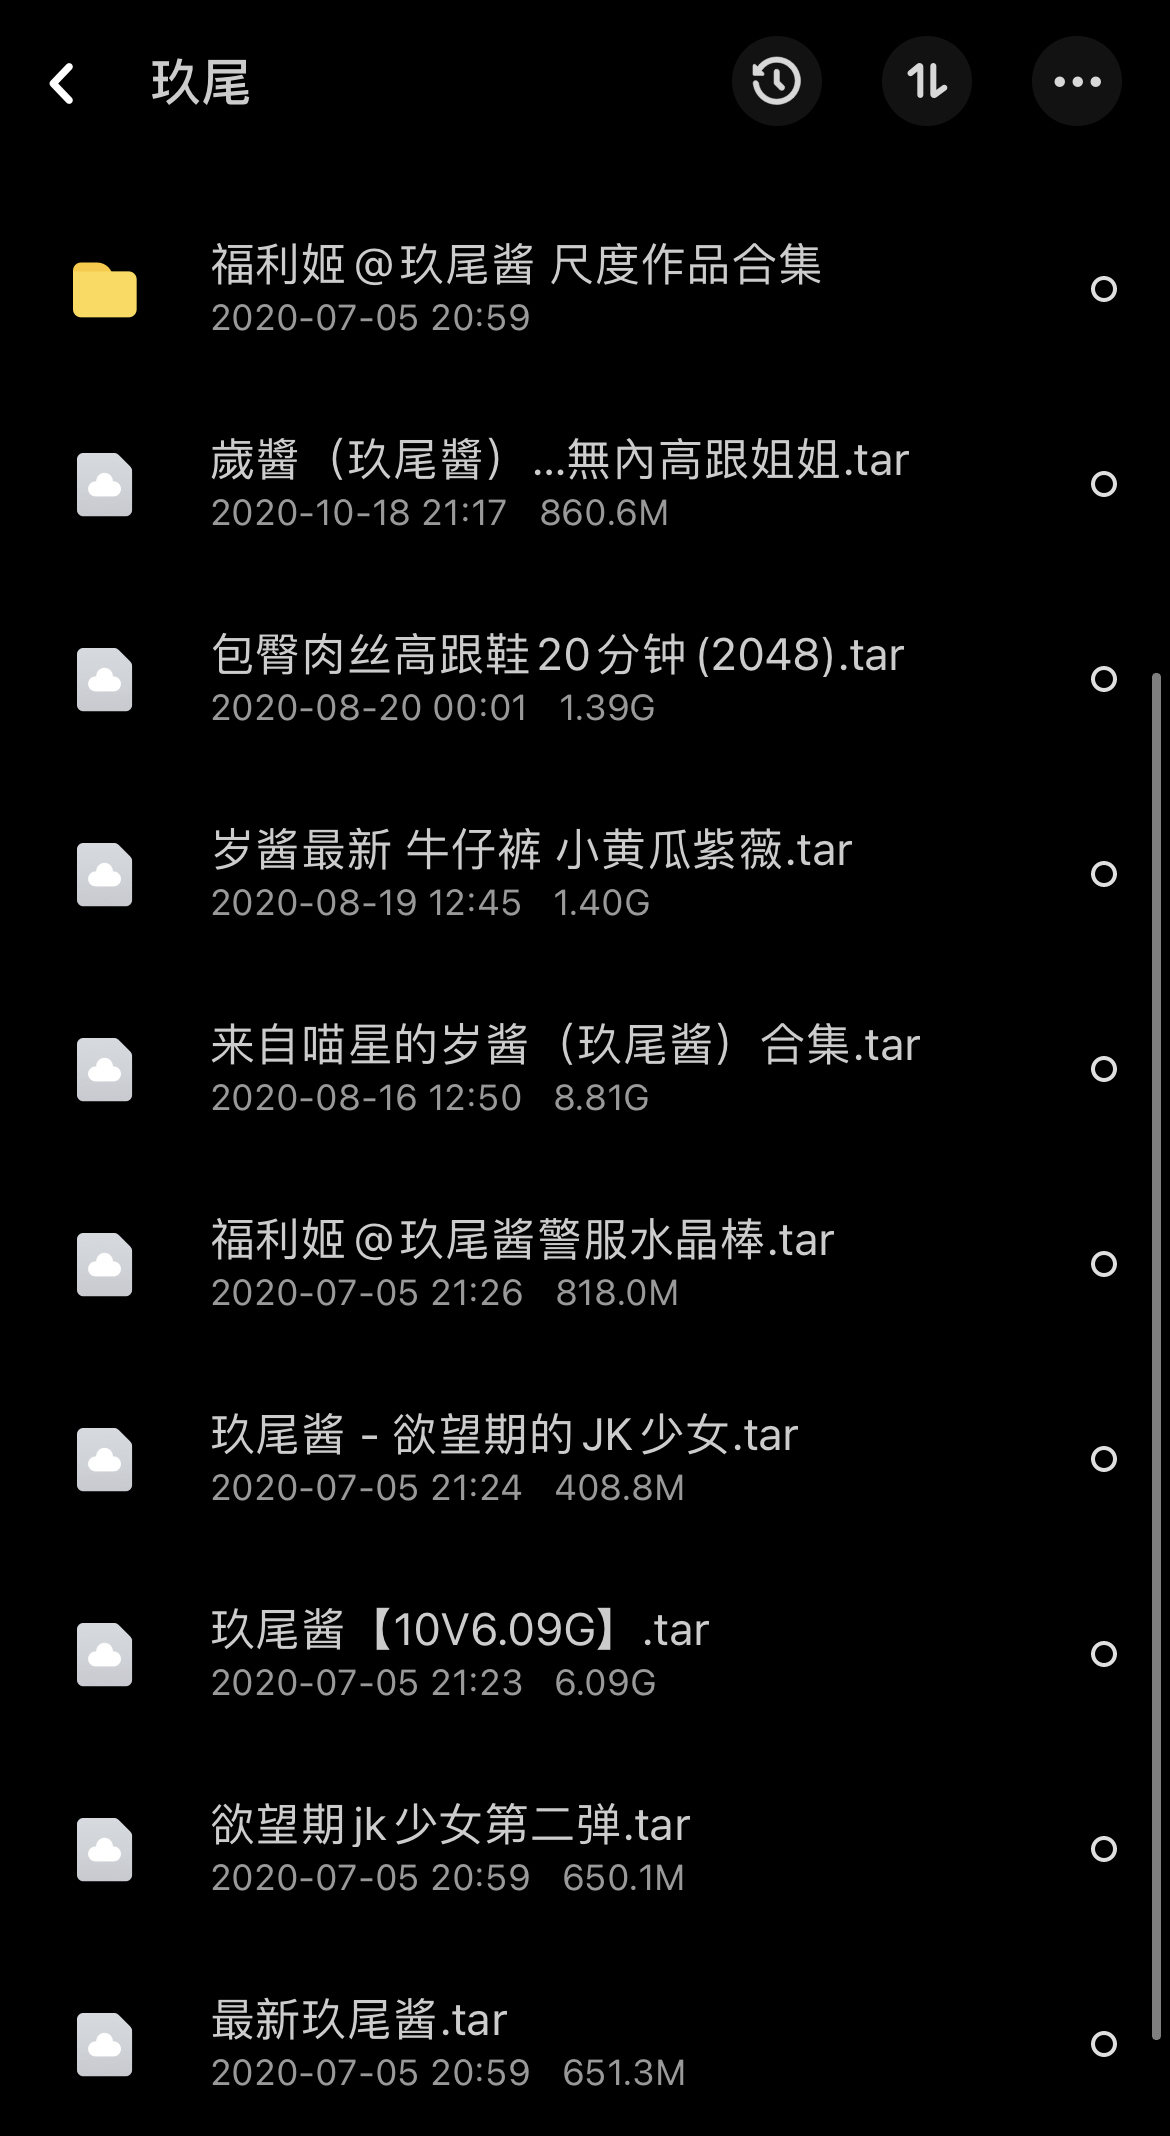 玖尾
福利姬@玖尾酱 尺度作品合集
2020-07-05 20:59
歲醬（玖尾醬）...無內高跟姐姐.tar
2020-10-18 21:17 860.6M
包臀肉丝高跟鞋20分钟(2048).tar
2020-08-20 00:01 1.39G
岁酱最新 牛仔裤 小黄瓜紫薇.tar
2020-08-19 12:45 1.40G
来自喵星的岁酱（玖尾酱）合集.tar
2020-08-16 12:50 8.81G
福利姬@玖尾酱警服水晶棒.tar
2020-07-05 21:26 818.0M
玖尾酱 - 欲望期的JK少女.tar
2020-07-05 21:24 408.8M
玖尾酱【10V6.09G】.tar
2020-07-05 21:23 6.09G
欲望期jk少女第二弹.tar
2020-07-05 20:59 650.1M
最新玖尾酱.tar
2020-07-05 20:59 651.3M